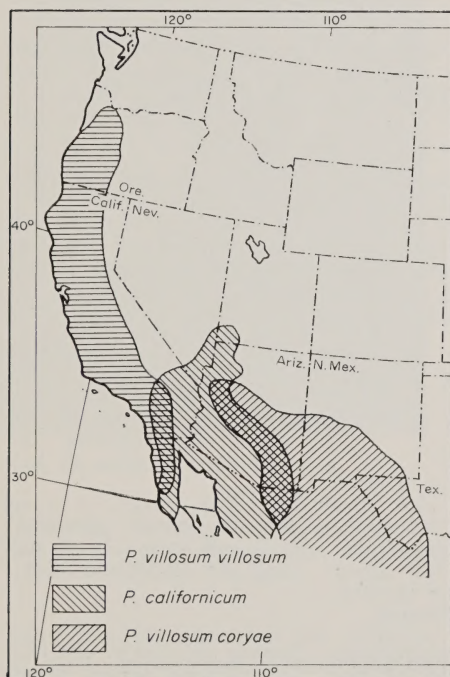 120° 110°
Ore.
Calif. Nev.
40°
Ariz. N. Mex.
30°
Tex.
P. villosum villosum
P. californicum
P. villosum coryae
120° 110°